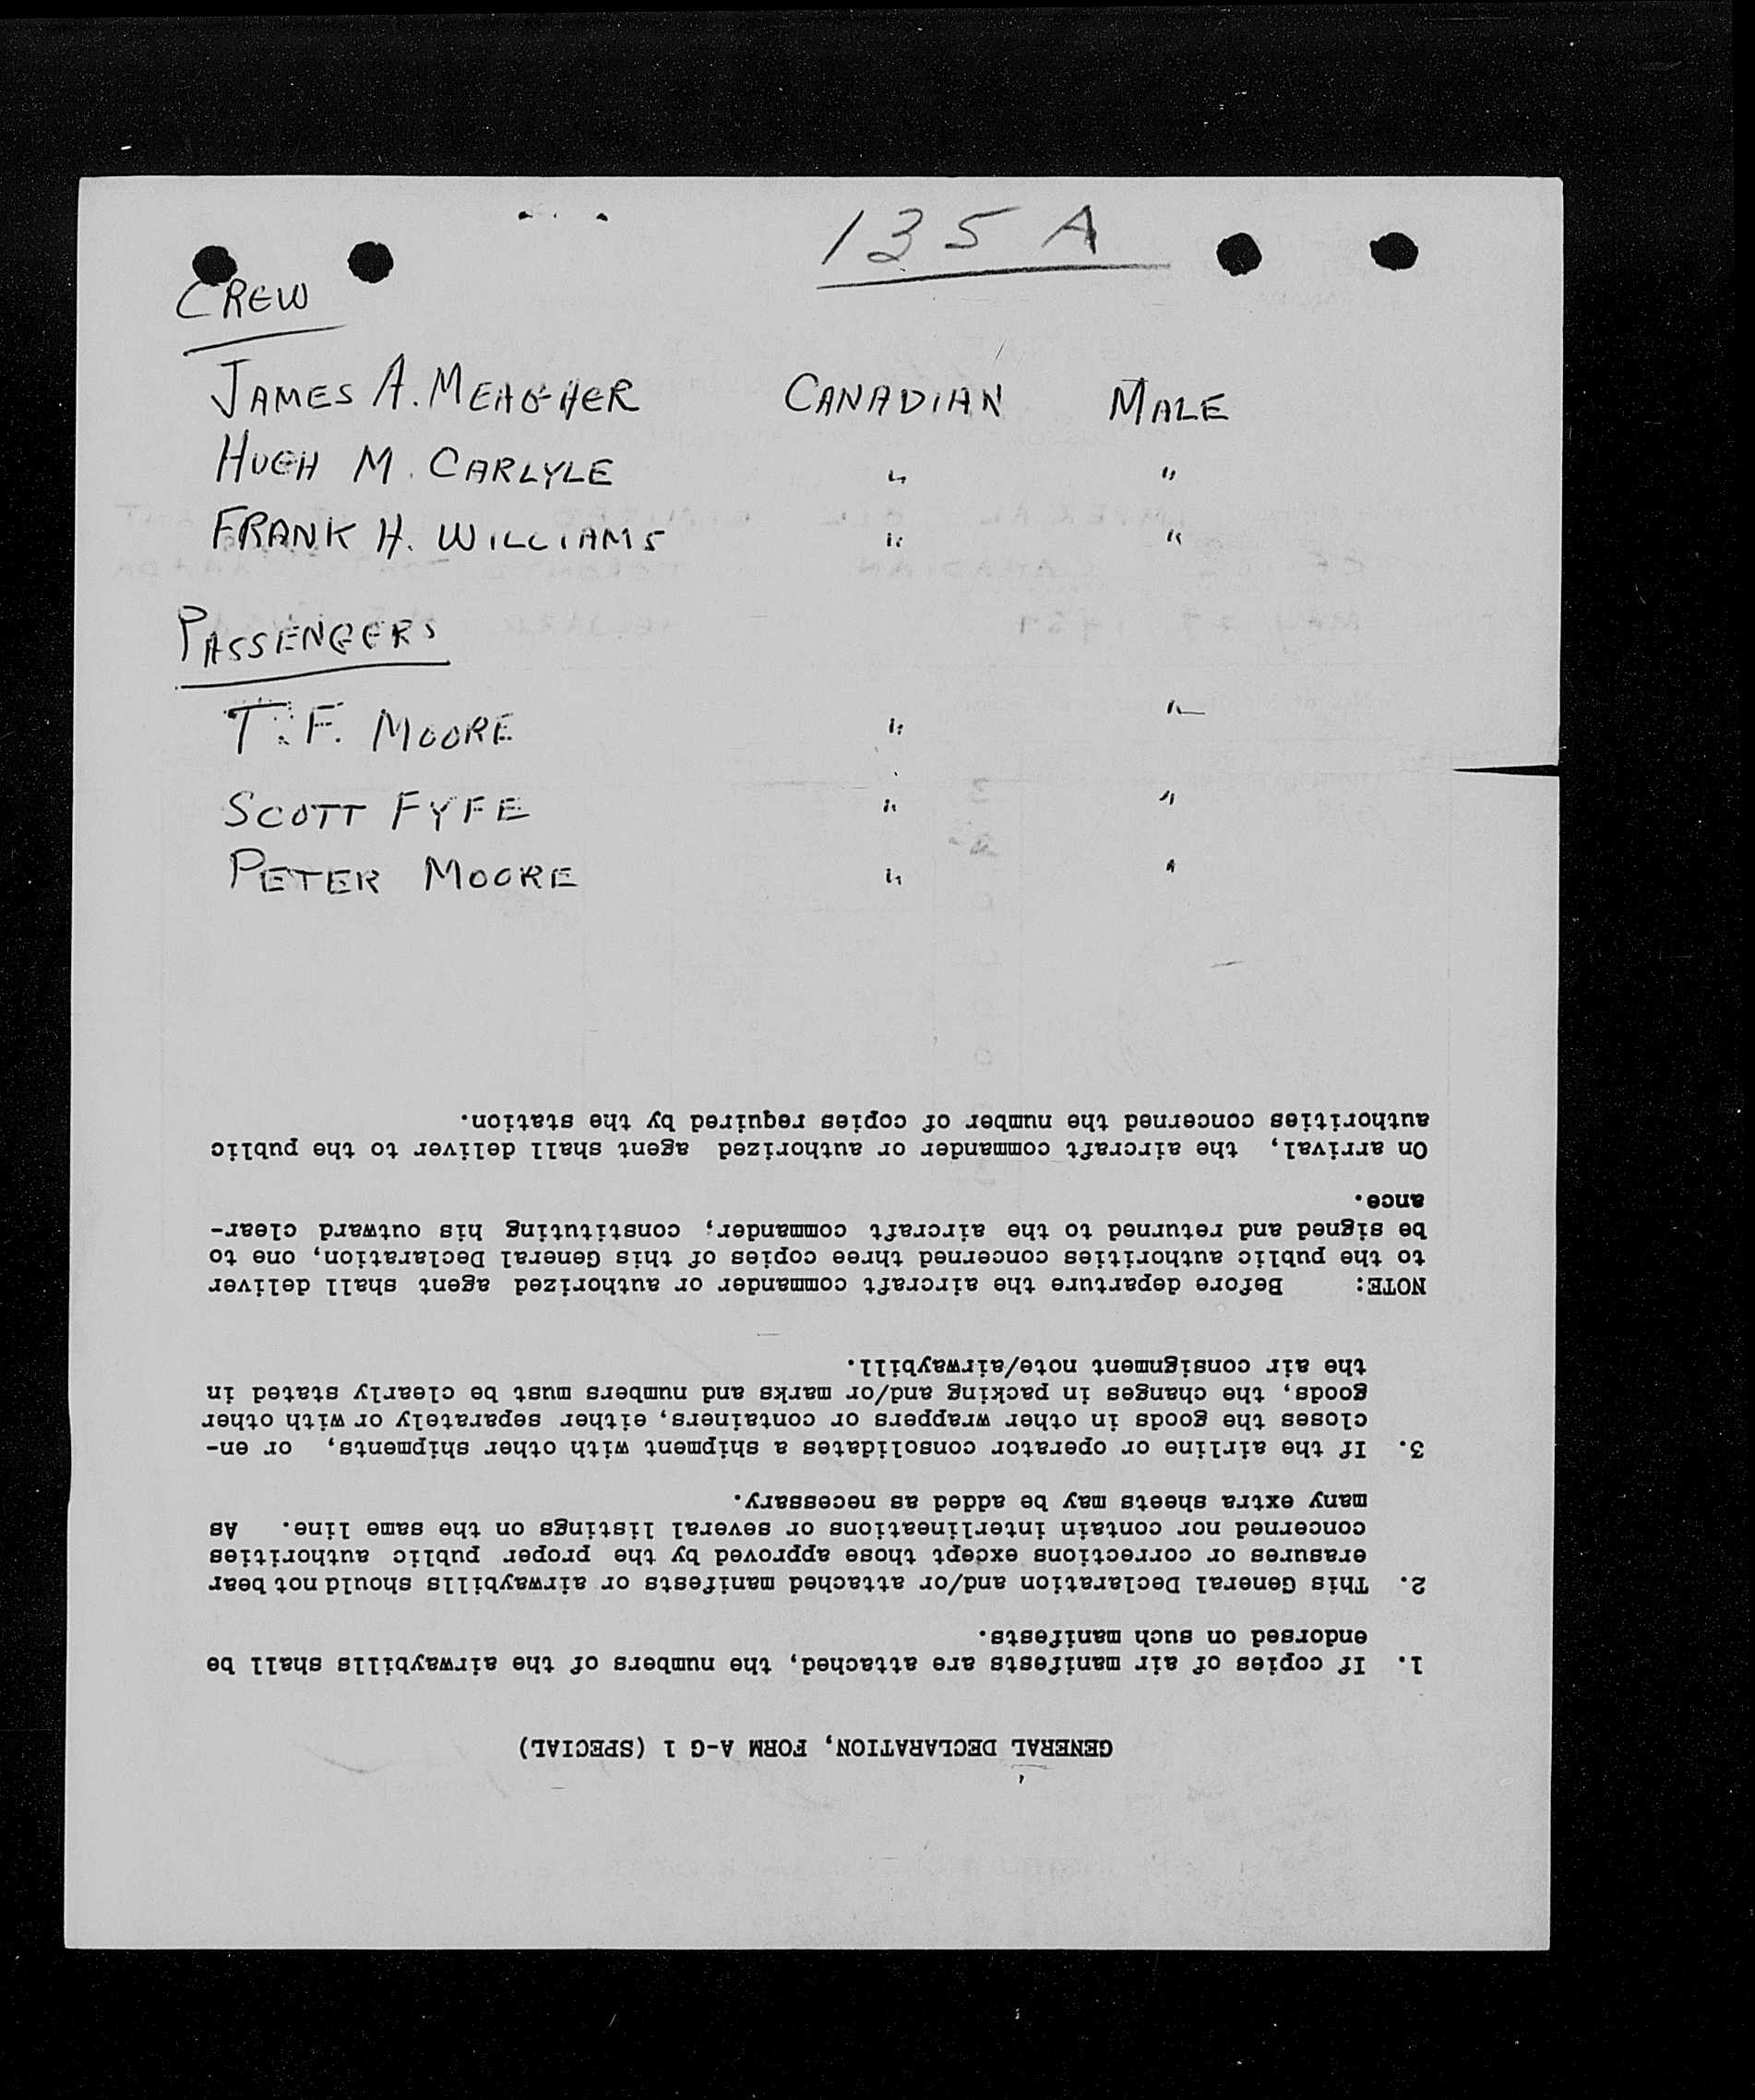 135 A
CREW
JAMES A. MEAGHER CANADIAN MALE
HUGH M. CARLYLE " "
FRANK H. WILLIAMS " "
PASSENGERS
T. F. MOORE " "
SCOTT FYFE " "
PETER MOORE " "
GENERAL DECLARATION, FORM A-G 1 (SPECIAL)
1. If copies of air manifests are attached, the numbers of the airwaybills shall be
endorsed on such manifests.
2. This General Declaration and/or attached manifests or airwaybills should not bear
erasures or corrections except those approved by the proper public authorities
concerned nor contain interlineations or several listings on the same line. As
many extra sheets may be added as necessary.
3. If the airline or operator consolidates a shipment with other shipments, or en-
closes the goods in other wrappers or containers, either separately or with other
goods, the changes in packing and/or marks and numbers must be clearly stated in
the air consignment note/airwaybill.
NOTE: Before departure the aircraft commander or authorized agent shall deliver
to the public authorities concerned three copies of this General Declaration, one to
be signed and returned to the aircraft commander, constituting his outward clear-
ance.
On arrival, the aircraft commander or authorized agent shall deliver to the public
authorities concerned the number of copies required by the station.